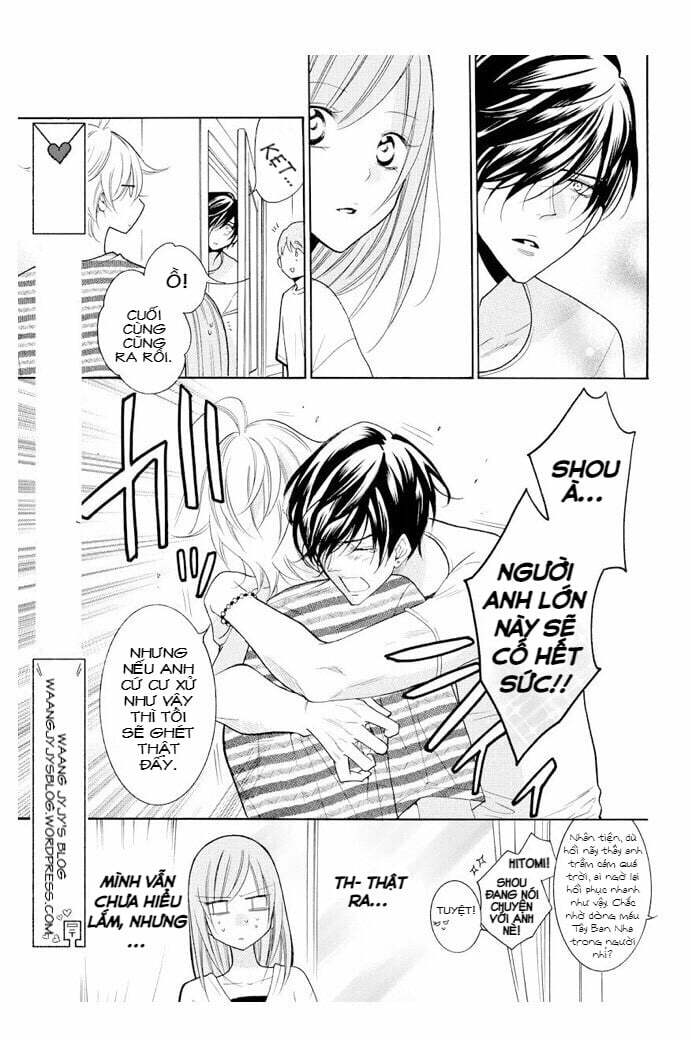 KẸT...
Ồ!
CUỐI
CÙNG
CŨNG
RA RỒI.
SHOU
À...
NGƯỜI
ANH LỚN
NÀY SẼ
CỐ HẾT
SỨC!!
NHƯNG
NẾU ANH
CỨ CƯ XỬ
NHƯ VẬY
THÌ TÔI
SẼ GHÉT
THẬT
ĐẤY.
Nhân tiện, dù
hồi nãy thấy anh
trầm cảm quá
trời, ai ngờ lại
hồi phục nhanh
như vậy. Chắc
nhờ dòng máu
Tây Ban Nha
trong người
nhỉ?
HITOMI!
SHOU
ĐANG NÓI
CHUYỆN
VỚI ANH
NÈ!
TUYỆT!
TH- THẬT
RA...
MÌNH VẪN
CHƯA HIỂU
LẮM, NHƯNG
...
WAANG JYJY'S BLOG
WAANGJYJYSBLOG.WORDPRESS.COM